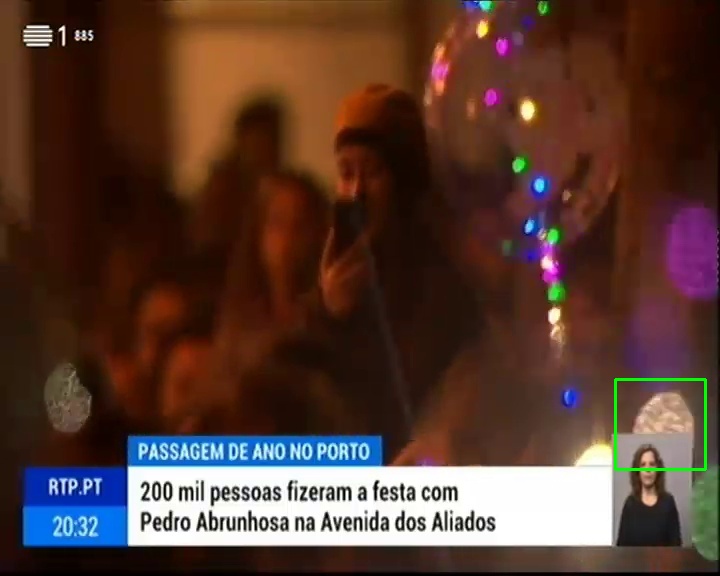 1 885
PASSAGEM DE ANO NO PORTO
RTP.PT
200 mil pessoas fizeram a festa com
20:32
Pedro Abrunhosa na Avenida dos Aliados